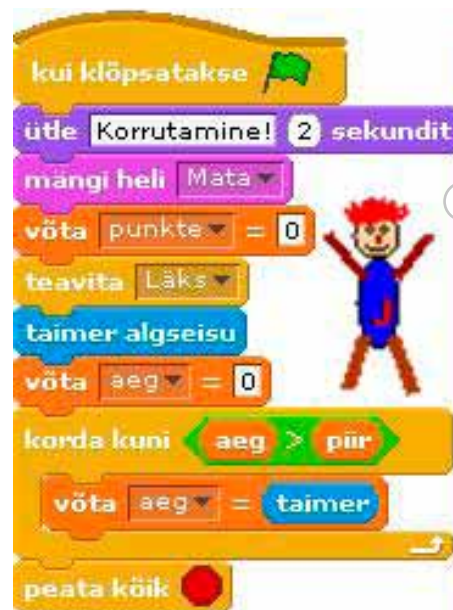 kui klõpsatakse
ütle Korrutamine! 2 sekundit
mängi heli Mata
võta punkte = 0
teavita Läks
taimer algseisu
võta aeg = 0
korda kuni aeg > piir
võta aeg = taimer
peata kõik